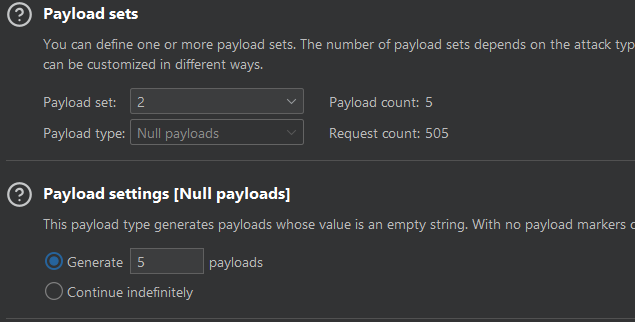 Payload sets
You can define one or more payload sets. The number of payload sets depends on the attack typ
can be customized in different ways.
Payload set: 2 Payload count: 5
Payload type: Null payloads Request count: 505
Payload settings [Null payloads]
This payload type generates payloads whose value is an empty string. With no payload markers c
Generate 5 payloads
Continue indefinitely